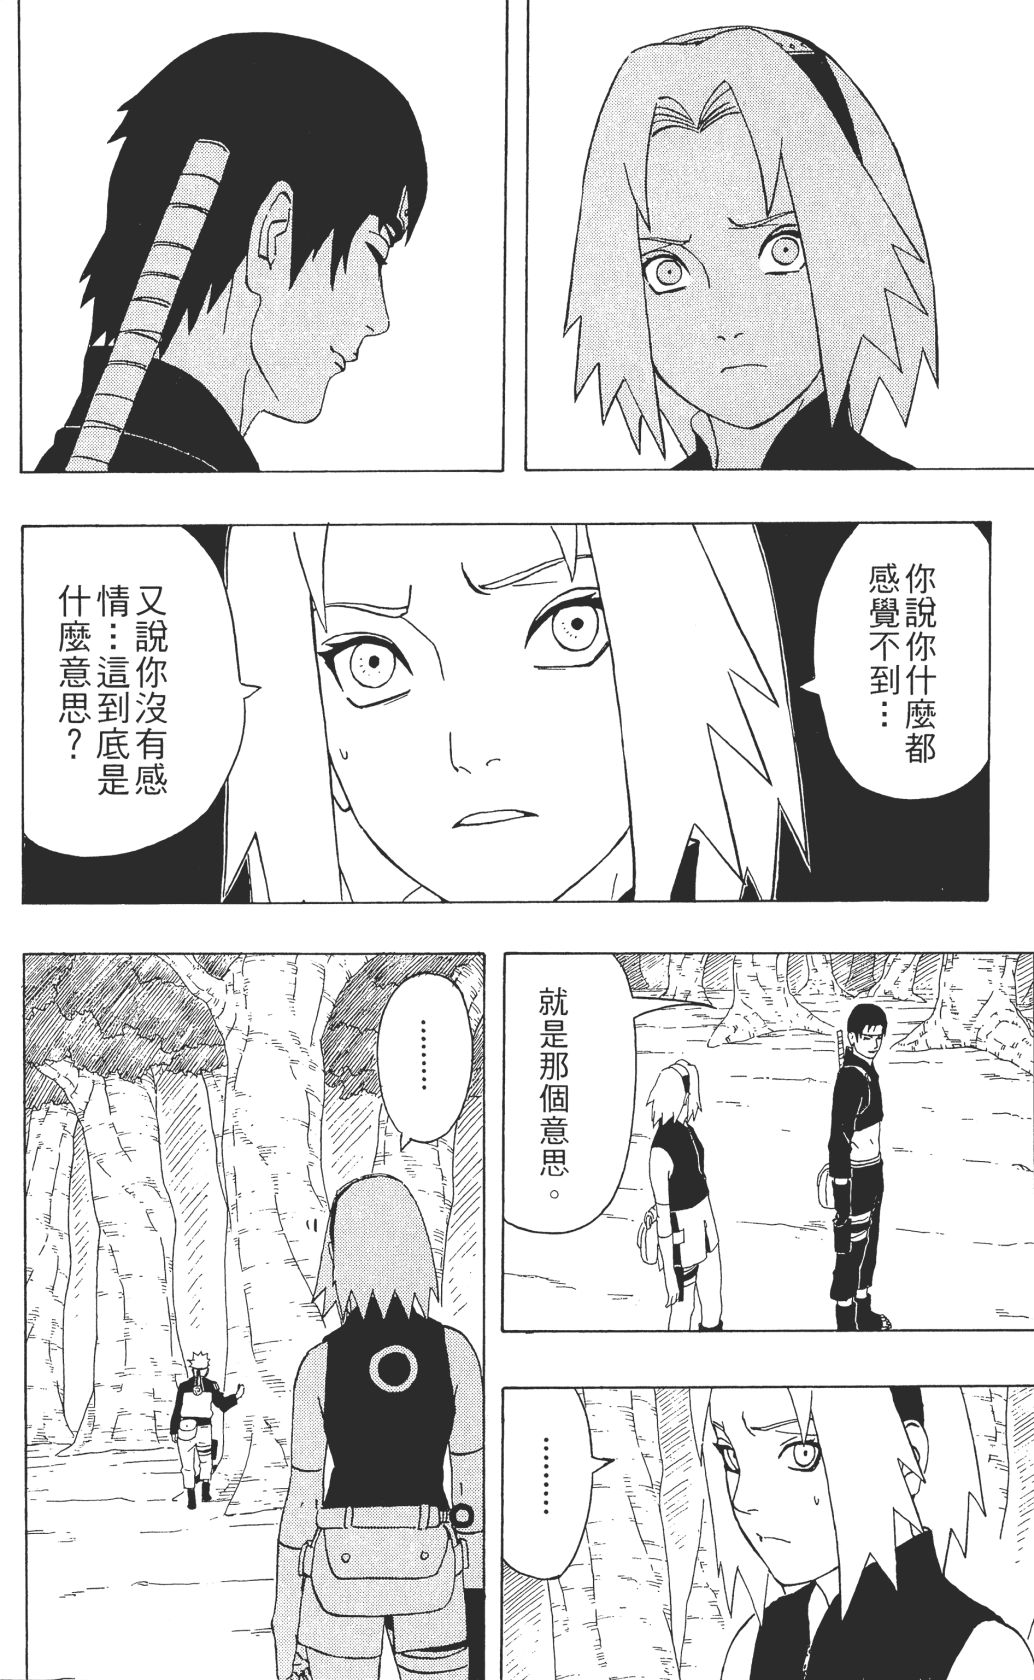 你說你什麼都
感覺不到…
又說你沒有感
情…這到底是
什麼意思？
就是那個意思。
………
………